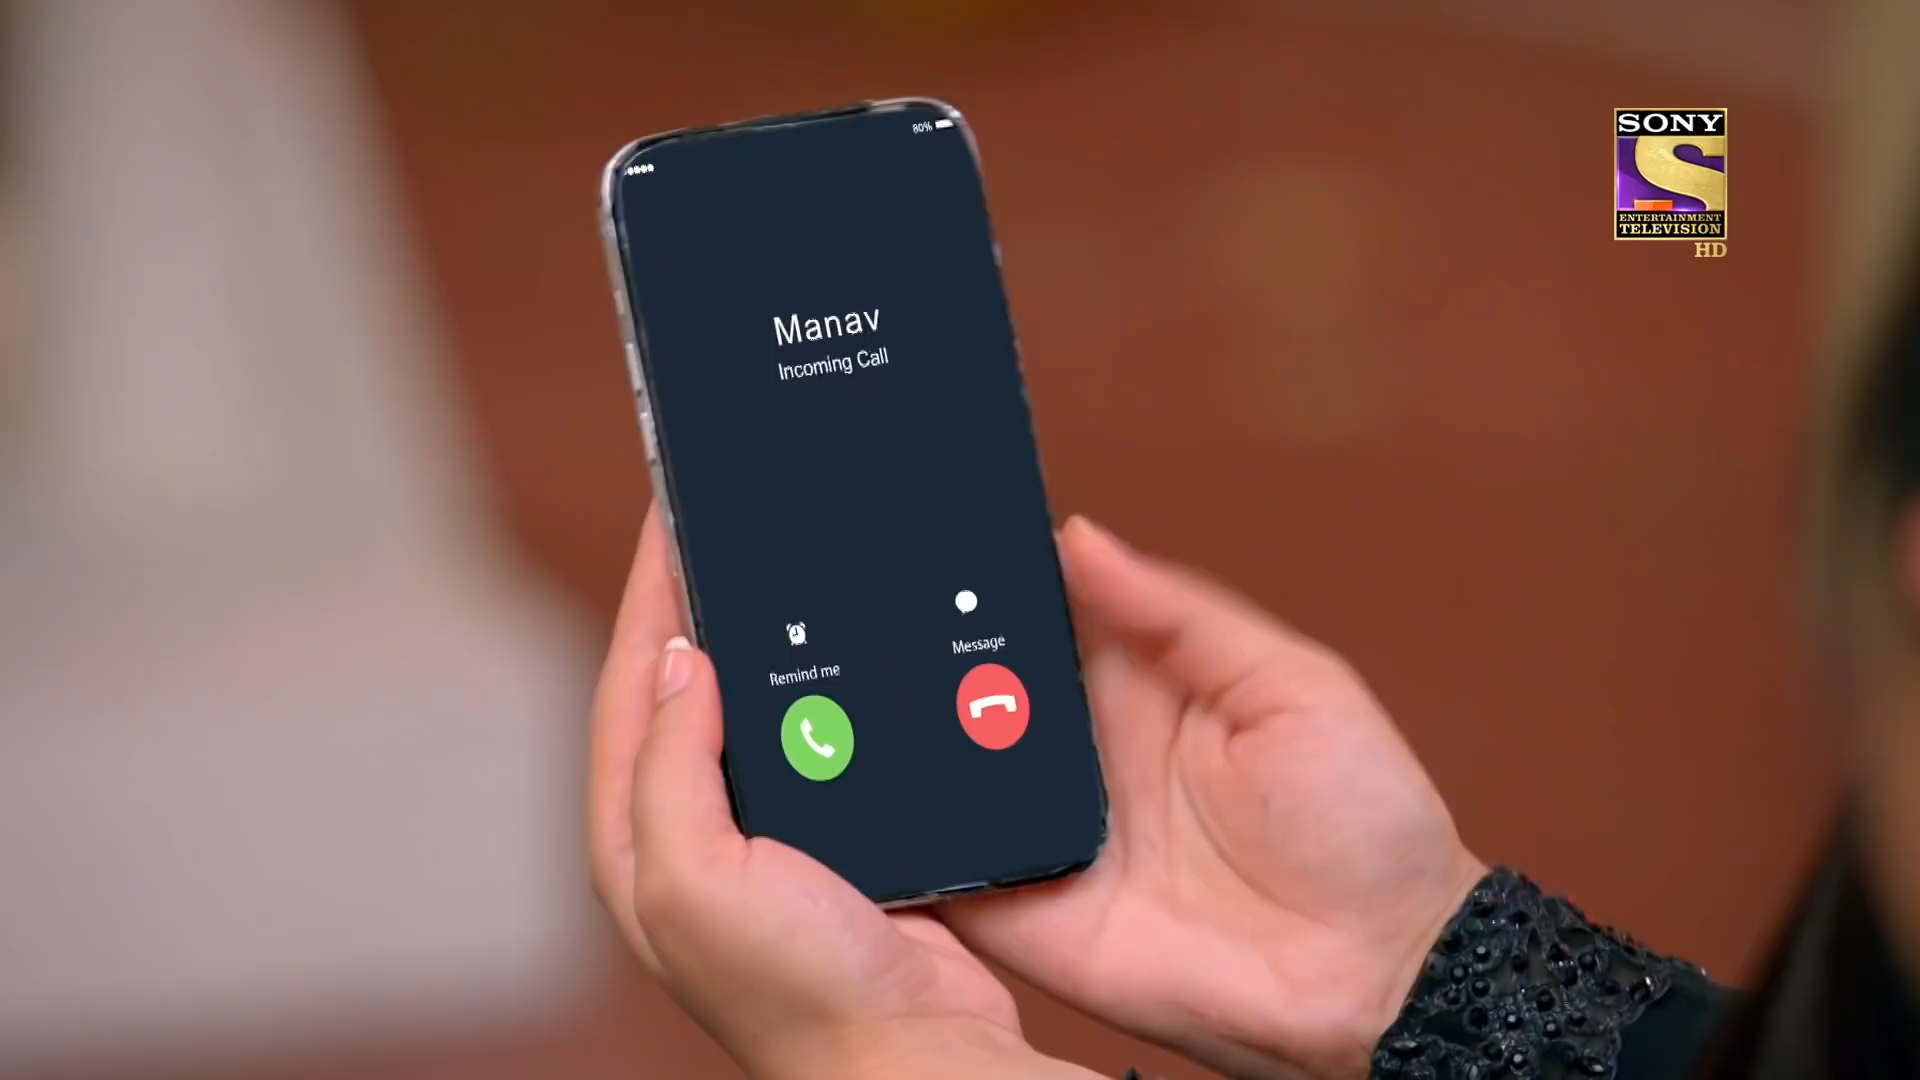 80%
Manav
Incoming Call
Remind me
Message
SONY
ENTERTAINMENT
TELEVISION
HD